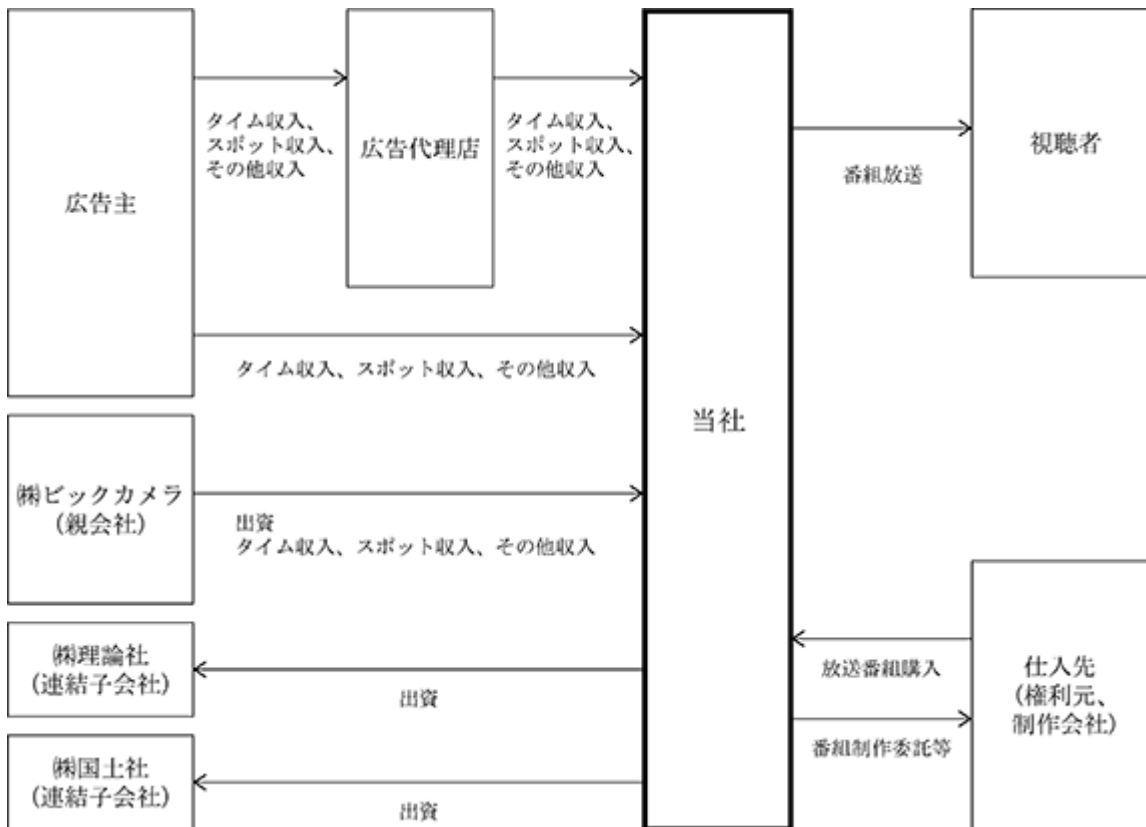 広告主
タイム収入、
スポット収入、
その他収入
広告代理店
タイム収入、
スポット収入、
その他収入
タイム収入、スポット収入、その他収入
㈱ビックカメラ
(親会社)
出資
タイム収入、スポット収入、その他収入
㈱理論社
(連結子会社)
出資
㈱国土社
(連結子会社)
出資
当社
番組放送
視聴者
放送番組購入
番組制作委託等
仕入先
(権利元、
制作会社)